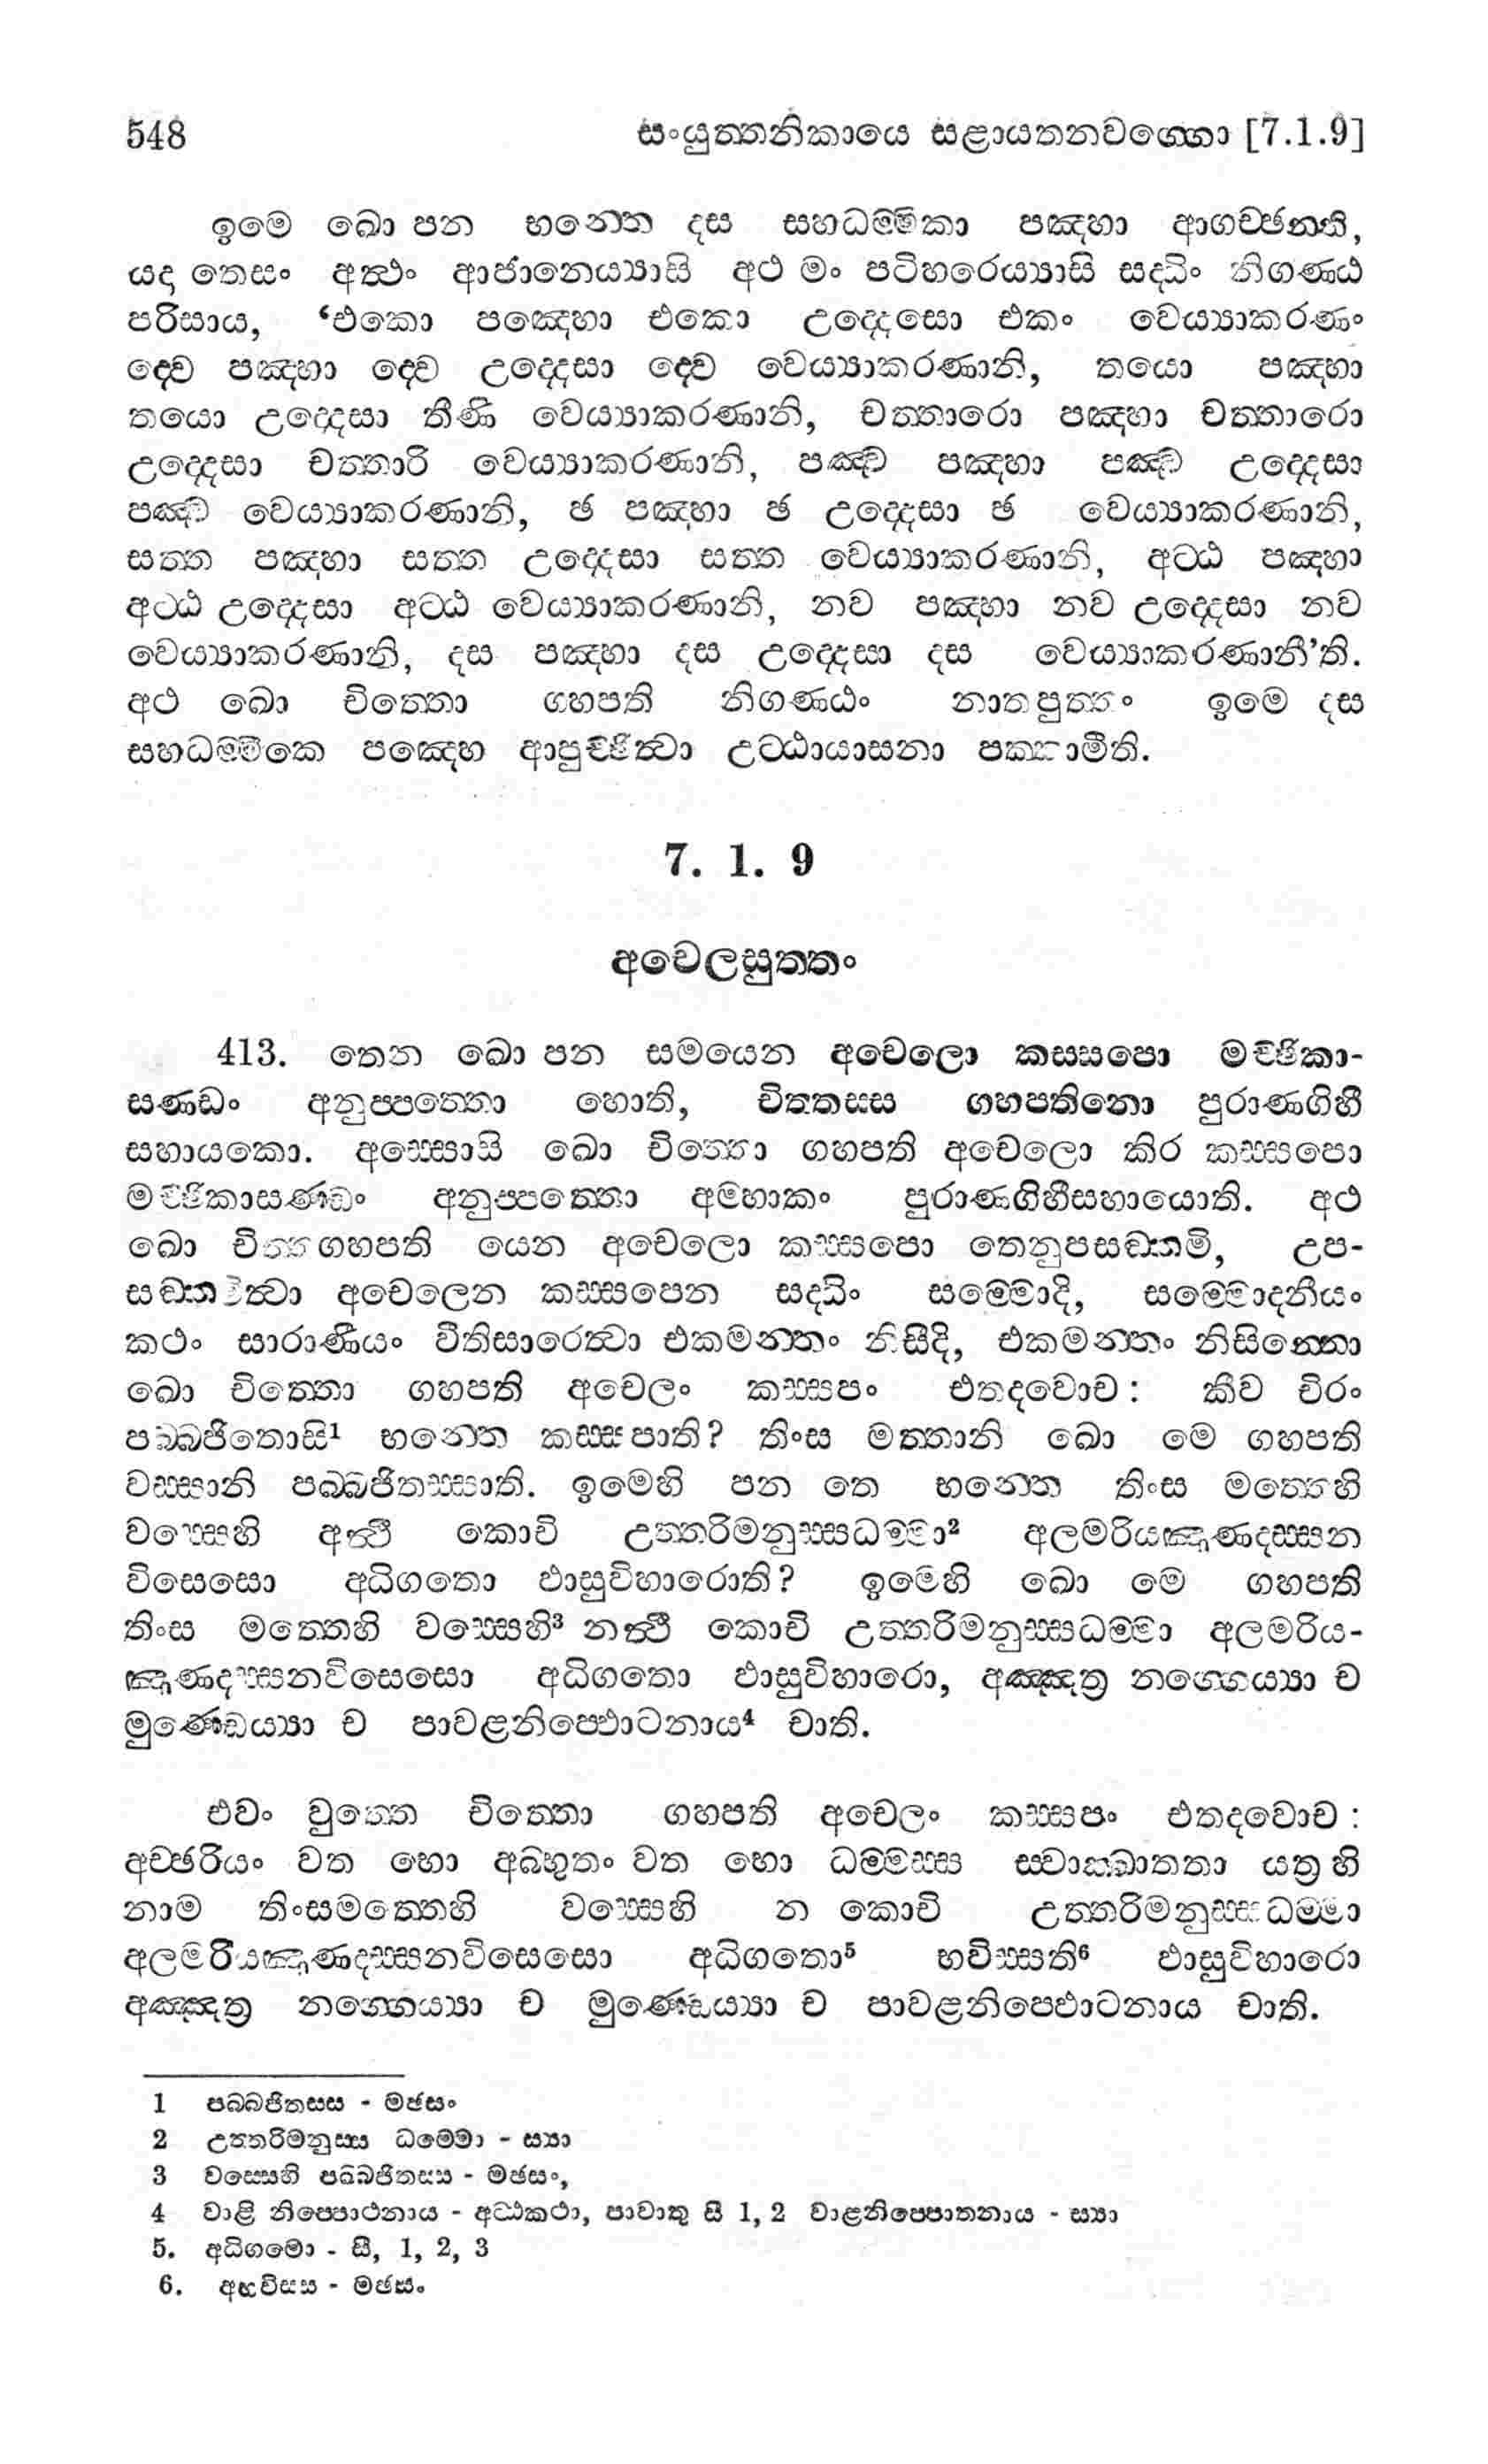 548 සංයුත්තනිකායෙ සළායතනවග්ගො [7.1.9]
ඉමෙ ඛො පන භන්තෙ දස සහධම්මිකා පඤ්හා ආගච්ඡන්ති,
යදා තෙසං අත්ථං ආජානෙය්‍යාසි අථ මං පටිහරෙය්‍යාසි සද්ධිං නිගණ්ඨ
පරිසාය, ‘එකො පඤ්හො එකො උද්දෙසො එකං වෙය්‍යාකරණං
ද්වෙ පඤ්හා ද්වෙ උද්දෙසා ද්වෙ වෙය්‍යාකරණානි, තයො පඤ්හා
තයො උද්දෙසා තීණි වෙය්‍යාකරණානි, චත්තාරො පඤ්හා චත්තාරො
උද්දෙසා චත්තාරි වෙය්‍යාකරණානි, පඤ්ච පඤ්හා පඤ්ච උද්දෙසා
පඤ්ච වෙය්‍යාකරණානි, ඡ පඤ්හා ඡ උද්දෙසා ඡ වෙය්‍යාකරණානි,
සත්ත පඤ්හා සත්ත උද්දෙසා සත්ත වෙය්‍යාකරණානි, අට්ඨ පඤ්හා
අට්ඨ උද්දෙසා අට්ඨ වෙය්‍යාකරණානි, නව පඤ්හා නව උද්දෙසා නව
වෙය්‍යාකරණානි, දස පඤ්හා දස උද්දෙසා දස වෙය්‍යාකරණානී’ති.
අථ ඛො චිත්තො ගහපති නිගණ්ඨං නාතපුත්තං ඉමෙ දස
සහධම්මිකෙ පඤ්හෙ ආපුච්ඡිත්වා උට්ඨායාසනා පක්කාමීති.
7. 1. 9
අචෙලසුත්තං
413. තෙන ඛො පන සමයෙන අචෙලො කස්සපො මච්ඡිකා-
සණ්ඩං අනුප්පත්තො හොති, චිත්තස්ස ගහපතිනො පුරාණගිහී
සහායකො. අස්සොසි ඛො චිත්තො ගහපති අචෙලො කිර කස්සපො
මච්ඡිකාසණ්ඩං අනුප්පත්තො අම්හාකං පුරාණගිහීසහායොති. අථ
ඛො චිත්තගහපති යෙන අචෙලො කස්සපො තෙනුපසඞ්කමි, උප-
සඞ්කමිත්වා අචෙලෙන කස්සපෙන සද්ධිං සම්මොදි, සම්මොදනීයං
කථං සාරාණීයං වීතිසාරෙත්වා එකමන්තං නිසීදි, එකමන්තං නිසින්නො
ඛො චිත්තො ගහපති අචෙලං කස්සපං එතදවොච: කීව චිරං
පබ්බජිතොසි¹ භන්තෙ කස්සපාති? තිංස මත්තානි ඛො මෙ ගහපති
වස්සානි පබ්බජිතස්සාති. ඉමෙහි පන තෙ භන්තෙ තිංස මත්තෙහි
වස්සෙහි අත්ථි කොචි උත්තරිමනුස්සධම්මා² අලමරියඤාණදස්සන
විසෙසො අධිගතො ඵාසුවිහාරොති? ඉමෙහි ඛො මෙ ගහපති
තිංස මත්තෙහි වස්සෙහි³ නත්ථි කොචි උත්තරිමනුස්සධම්මා අලමරිය-
ඤාණදස්සනවිසෙසො අධිගතො ඵාසුවිහාරො, අඤ්ඤත්‍ර නග්ගෙය්‍යා ච
මුණ්ඩෙය්‍යා ච පාවළනිප්ඵොටනාය⁴ චාති.
එවං වුත්තෙ චිත්තො ගහපති අචෙලං කස්සපං එතදවොච:
අච්ඡරියං වත භො අබ්භුතං වත භො ධම්මස්ස ස්වාක්ඛාතතා යත්‍ර හි
නාම තිංසමත්තෙහි වස්සෙහි න කොචි උත්තරිමනුස්සධම්මා
අලමරියඤාණදස්සනවිසෙසො අධිගතො⁵ භවිස්සති⁶ ඵාසුවිහාරො
අඤ්ඤත්‍ර නග්ගෙය්‍යා ච මුණ්ඩෙය්‍යා ච පාවළනිප්ඵොටනාය චාති.
1 පබ්බජිතස්ස - මඡසං
2 උත්තරිමනුස්ස ධම්මො - ස්‍යා
3 වස්සෙහි පබ්බජිතස්ස - මඡසං,
4 වාළි නිප්පොථනාය - අට්ඨකථා, පාවාතු සී 1, 2 වාළනිප්පොතනාය - ස්‍යා
5. අධිගමො - සී, 1, 2, 3
6. අභවිස්ස - මඡසං